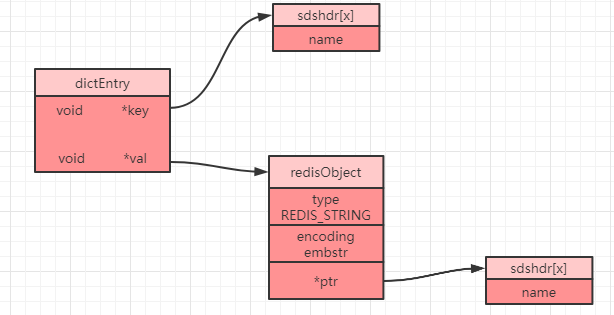 sdshdr[x]
name
dictEntry
void *key
void *val
redisObject
type
REDIS_STRING
encoding
embstr
*ptr
sdshdr[x]
name